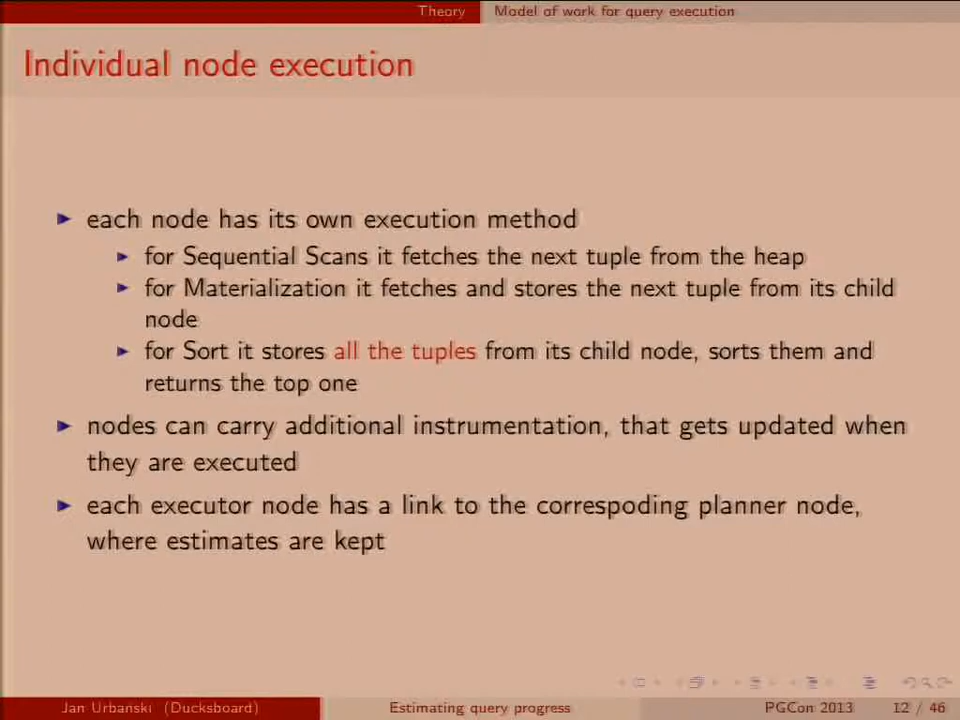 Theory Model of work for query execution
Individual node execution
each node has its own execution method
for Sequential Scans it fetches the next tuple from the heap
for Materialization it fetches and stores the next tuple from its child
node
for Sort it stores all the tuples from its child node, sorts them and
returns the top one
nodes can carry additional instrumentation, that gets updated when
they are executed
each executor node has a link to the correspoding planner node,
where estimates are kept
Jan Urbański (Ducksboard) Estimating query progress PGCon 2013 12 / 46